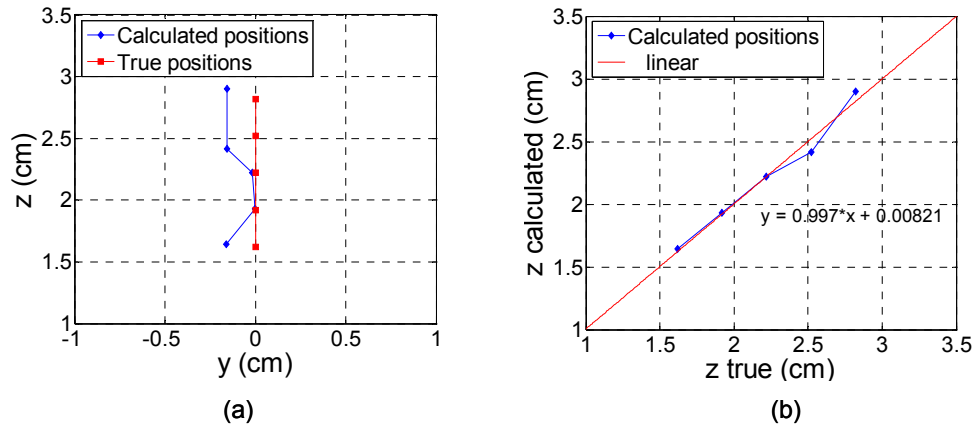 3.5
3
2.5
2
1.5
1
z (cm)
Calculated positions
True positions
-1
-0.5
0
0.5
1
y (cm)
(a)
3.5
3
2.5
2
1.5
1
z calculated (cm)
Calculated positions
linear
y = 0.997*x + 0.00821
1
1.5
2
2.5
3
3.5
z true (cm)
(b)